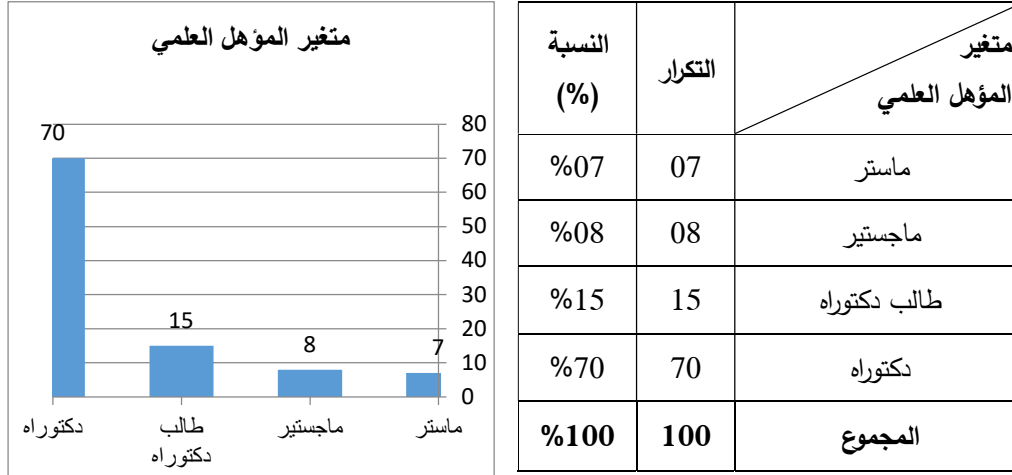 متغير
المؤهل العلمي
التكرار
النسبة
(%)
ماستر
07
%07
ماجستير
08
%08
طالب دكتوراه
15
%15
دكتوراه
70
%70
المجموع
100
%100
متغير المؤهل العلمي
80
70
60
50
40
30
20
10
0
7
8
15
70
ماستر
ماجستير
طالب
دكتوراه
دكتوراه